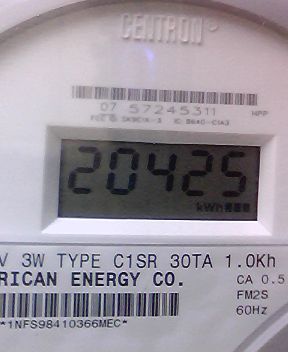 CENTRON®
07 57245311 HPP
20425
kWh
V 3W TYPE C1SR 30TA 1.0Kh
RICAN ENERGY CO. CA 0.5
FM2S
60Hz
*1NFS98410366MEC*